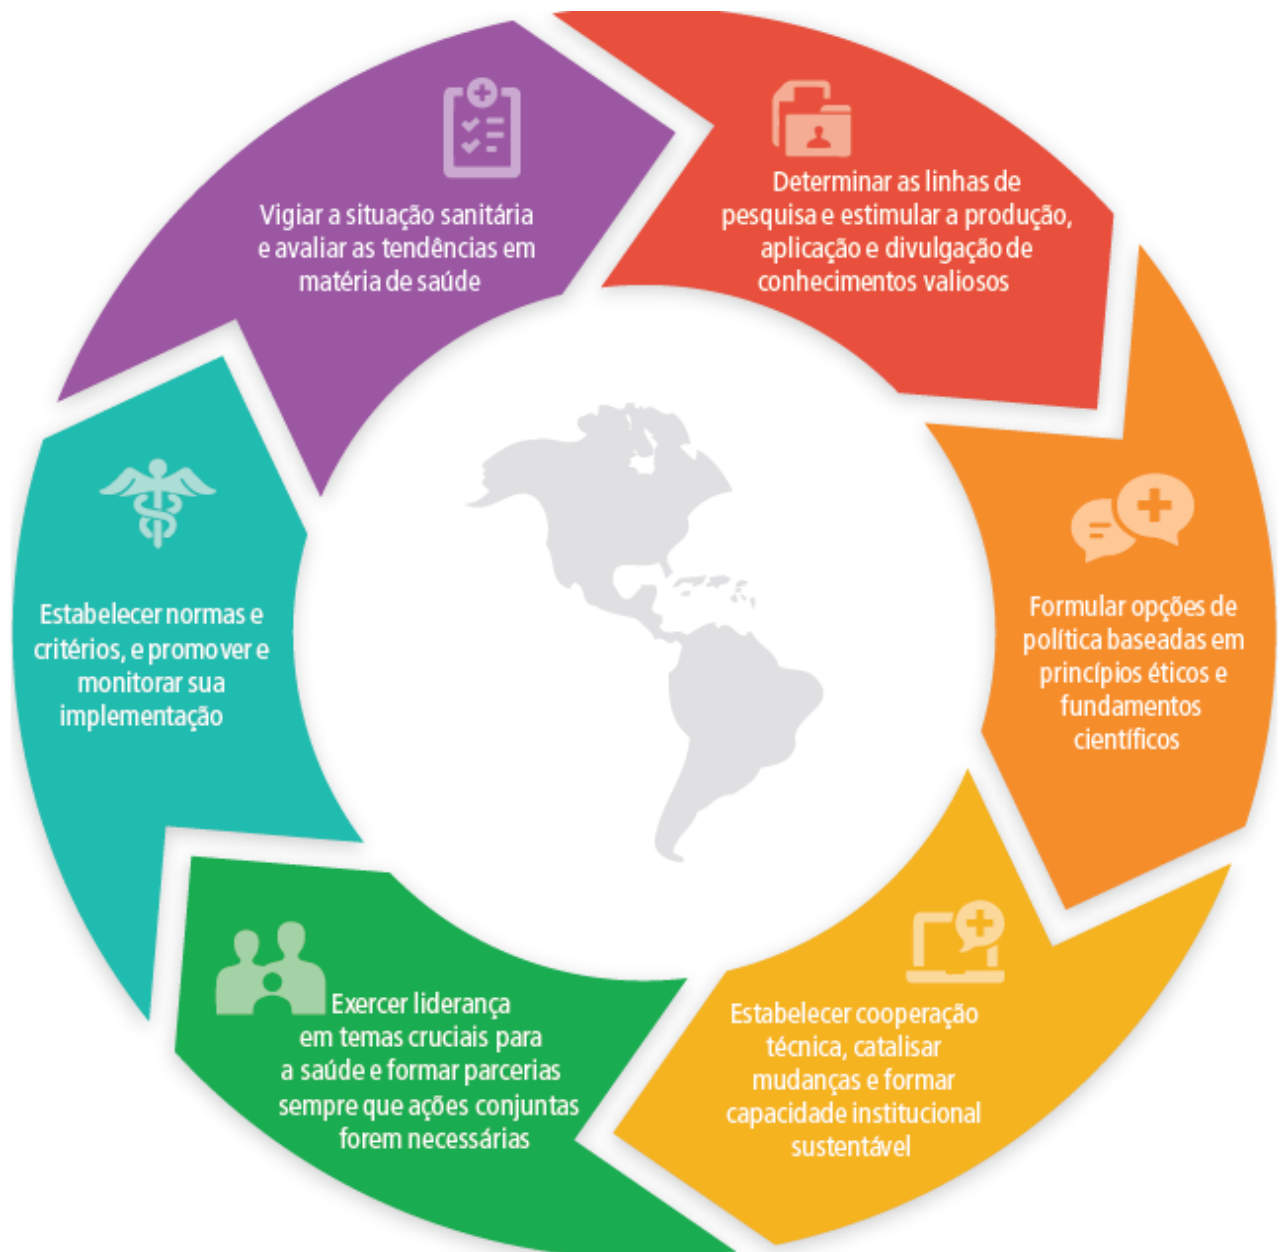 Vigiar a situação sanitária
e avaliar as tendências em
matéria de saúde
Determinar as linhas de
pesquisa e estimular a produção,
aplicação e divulgação de
conhecimentos valiosos
Formular opções de
política baseadas em
princípios éticos e
fundamentos
científicos
Estabelecer cooperação
técnica, catalisar
mudanças e formar
capacidade institucional
sustentável
Exercer liderança
em temas cruciais para
a saúde e formar parcerias
sempre que ações conjuntas
forem necessárias
Estabelecer normas e
critérios, e promover e
monitorar sua
implementação